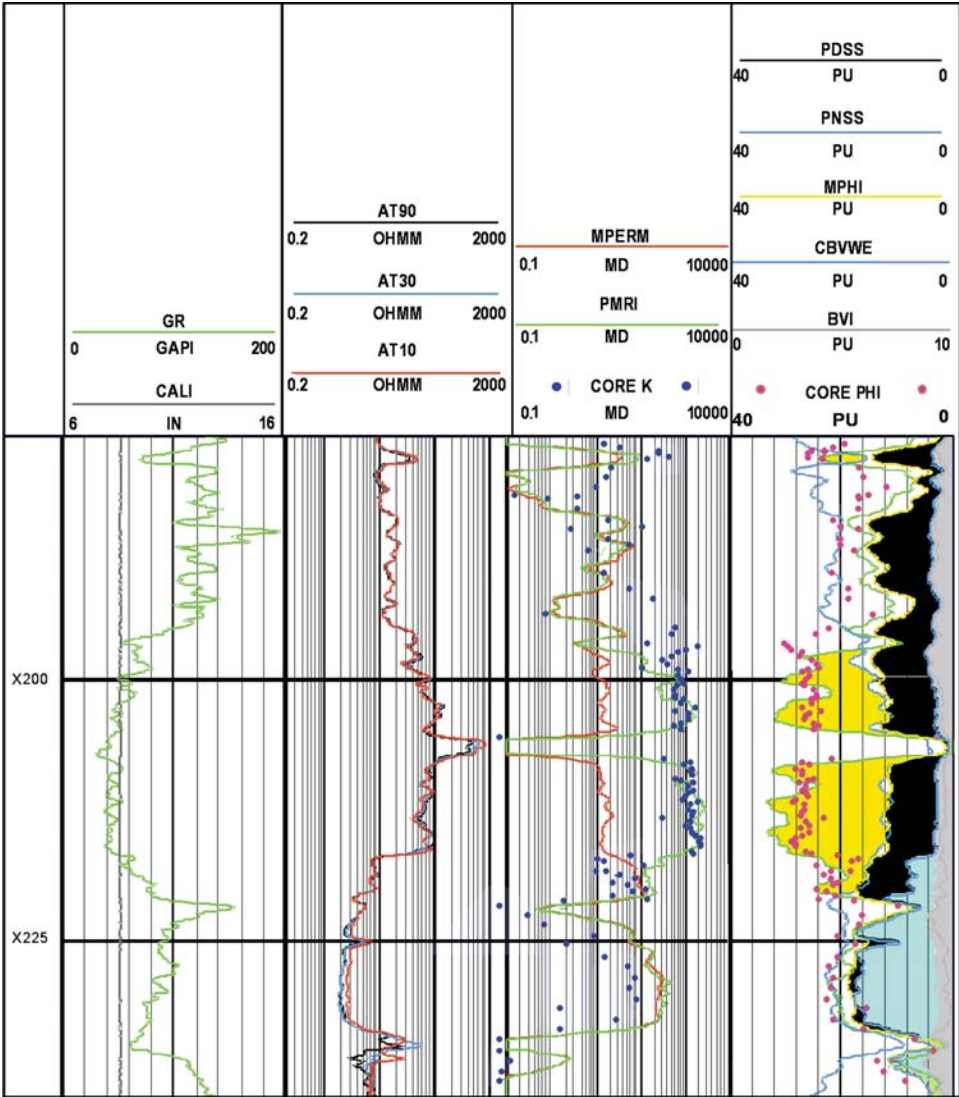 GR
0 GAPI 200
CALI
6 IN 16
AT90
0.2 OHMM 2000
AT30
0.2 OHMM 2000
AT10
0.2 OHMM 2000
MPERM
0.1 MD 10000
PMRI
0.1 MD 10000
CORE K
0.1 MD 10000
PDSS
40 PU 0
PNSS
40 PU 0
MPHI
40 PU 0
CBVWE
40 PU 0
BVI
0 PU 10
CORE PHI
40 PU 0
X200
X225